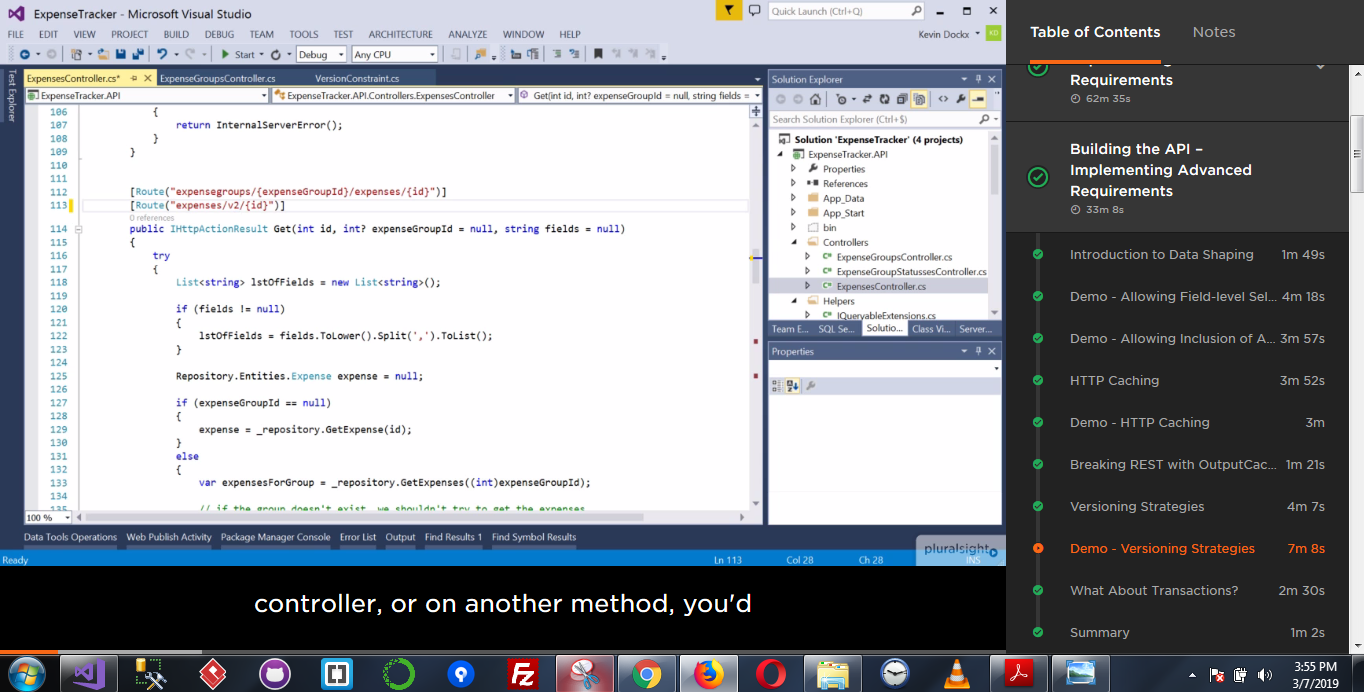 ExpenseTracker - Microsoft Visual Studio
Quick Launch (Ctrl+Q)
FILE EDIT VIEW PROJECT BUILD DEBUG TEAM TOOLS TEST ARCHITECTURE ANALYZE WINDOW HELP
Kevin Dockx KD
Start Debug Any CPU
Test Explorer
ExpensesController.cs* ExpenseGroupsController.cs VersionConstraint.cs
ExpenseTracker.API ExpenseTracker.API.Controllers.ExpensesController Get(int id, int? expenseGroupId = null, string fields =
106 {
107 return InternalServerError();
108 }
109 }
110
111
112 [Route("expensegroups/{expenseGroupId}/expenses/{id}")]
113 [Route("expenses/v2/{id}")]
0 references
114 public IHttpActionResult Get(int id, int? expenseGroupId = null, string fields = null)
115 {
116 try
117 {
118 List<string> lstOfFields = new List<string>();
119
120 if (fields != null)
121 {
122 lstOfFields = fields.ToLower().Split(',').ToList();
123 }
124
125 Repository.Entities.Expense expense = null;
126
127 if (expenseGroupId == null)
128 {
129 expense = _repository.GetExpense(id);
130 }
131 else
132 {
133 var expensesForGroup = _repository.GetExpenses((int)expenseGroupId);
134
135 // if the group doesn't exist, we shouldn't try to get the expenses
100 %
Solution Explorer
Search Solution Explorer (Ctrl+$)
Solution 'ExpenseTracker' (4 projects)
ExpenseTracker.API
Properties
References
App_Data
App_Start
bin
Controllers
ExpenseGroupsController.cs
ExpenseGroupStatussesController.cs
ExpensesController.cs
Helpers
IQueryableExtensions.cs
Team E... SQL Se... Solutio... Class Vi... Server...
Properties
Data Tools Operations Web Publish Activity Package Manager Console Error List Output Find Results 1 Find Symbol Results
Ready Ln 113 Col 28 Ch 28 INS
pluralsight
controller, or on another method, you'd
Table of Contents Notes
Requirements
62m 35s
Building the API –
Implementing Advanced
Requirements
33m 8s
Introduction to Data Shaping 1m 49s
Demo - Allowing Field-level Sel... 4m 18s
Demo - Allowing Inclusion of A... 3m 57s
HTTP Caching 3m 52s
Demo - HTTP Caching 3m
Breaking REST with OutputCac... 1m 21s
Versioning Strategies 4m 7s
Demo - Versioning Strategies 7m 8s
What About Transactions? 2m 30s
Summary 1m 2s
3:55 PM
3/7/2019